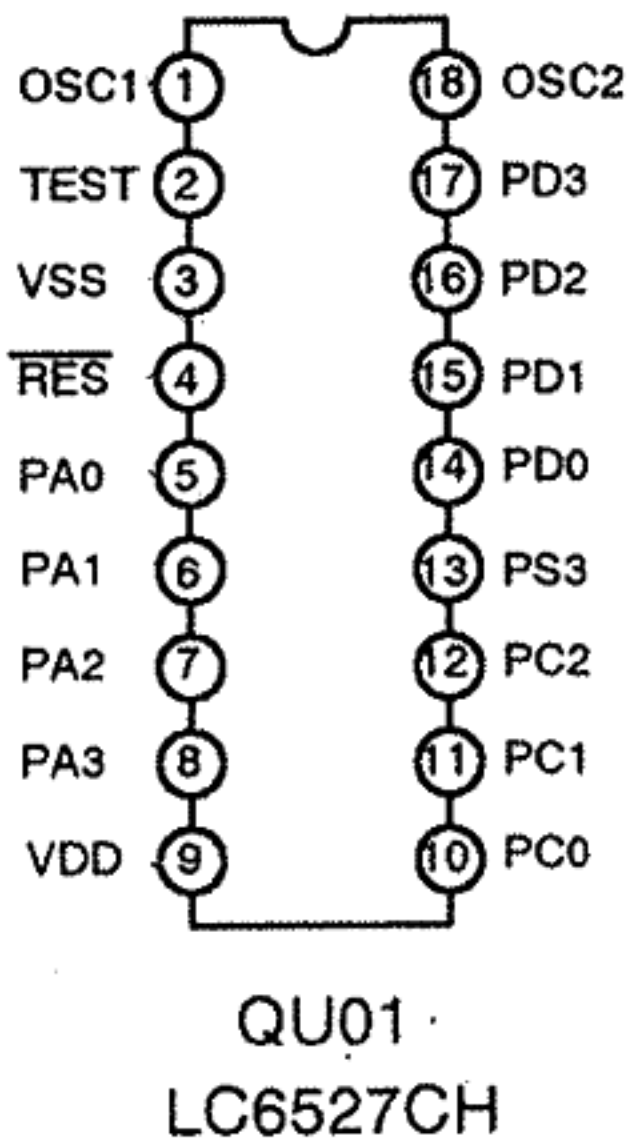 OSC1 1 18 OSC2
TEST 2 17 PD3
VSS 3 16 PD2
RES 4 15 PD1
PA0 5 14 PD0
PA1 6 13 PS3
PA2 7 12 PC2
PA3 8 11 PC1
VDD 9 10 PC0
QU01
LC6527CH